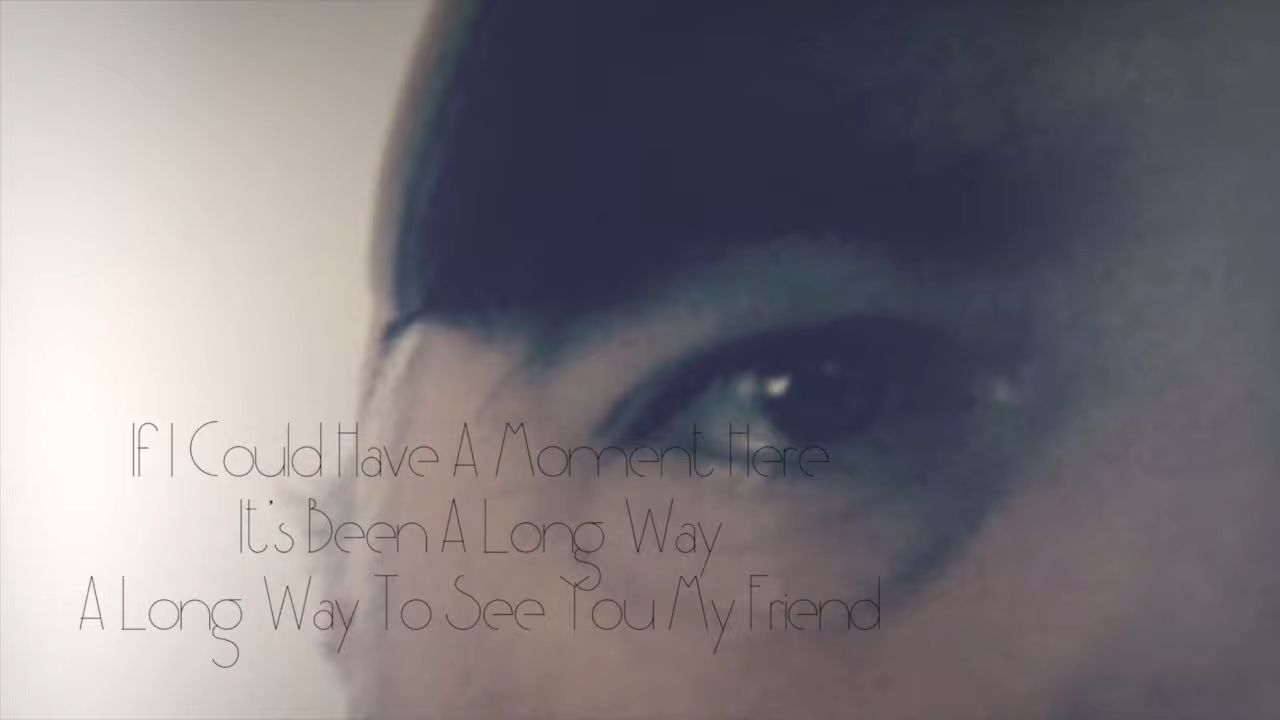 If I Could Have A Moment Here
It's Been A Long Way
A Long Way To See You My Friend